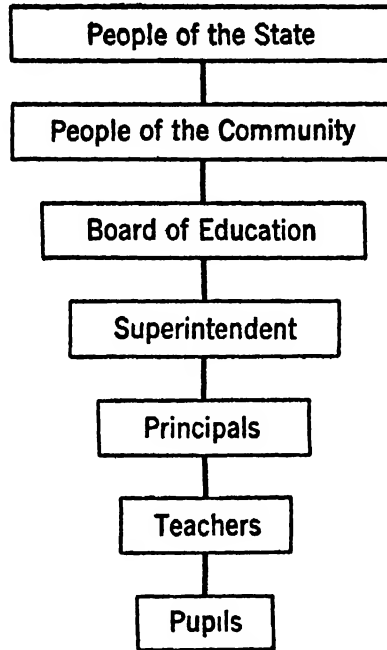 People of the State
People of the Community
Board of Education
Superintendent
Principals
Teachers
Pupils